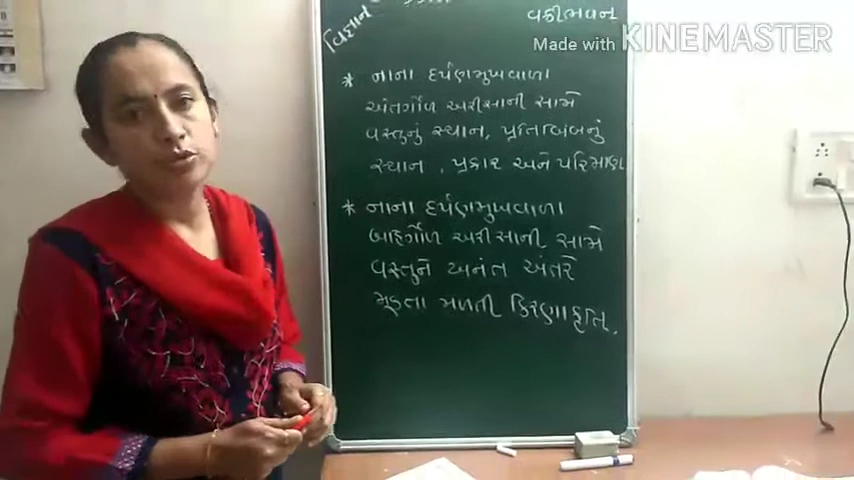 વિજ્ઞાન
વક્રીભવન
Made with KINEMASTER
* નાના દર્પણમુખવાળા
અંતર્ગોળ અરીસાની સામે
વસ્તુનું સ્થાન, પ્રતિબિંબનું
સ્થાન, પ્રકાર અને પરિમાણ
* નાના દર્પણમુખવાળા
બાહર્ગોળ અરીસાની સામે
વસ્તુને અનંત અંતરે
મૂકતા મળતી કિરણાકૃતિ.